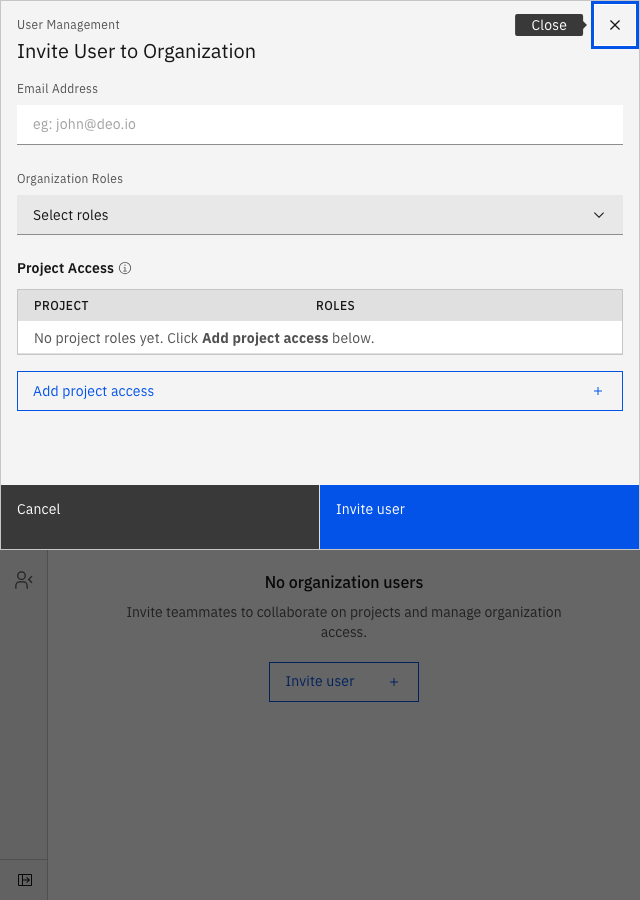 User Management
Close
Invite User to Organization
Email Address
eg: john@deo.io
Organization Roles
Select roles
Project Access
PROJECT ROLES
No project roles yet. Click Add project access below.
Add project access
Cancel
Invite user
No organization users
Invite teammates to collaborate on projects and manage organization
access.
Invite user